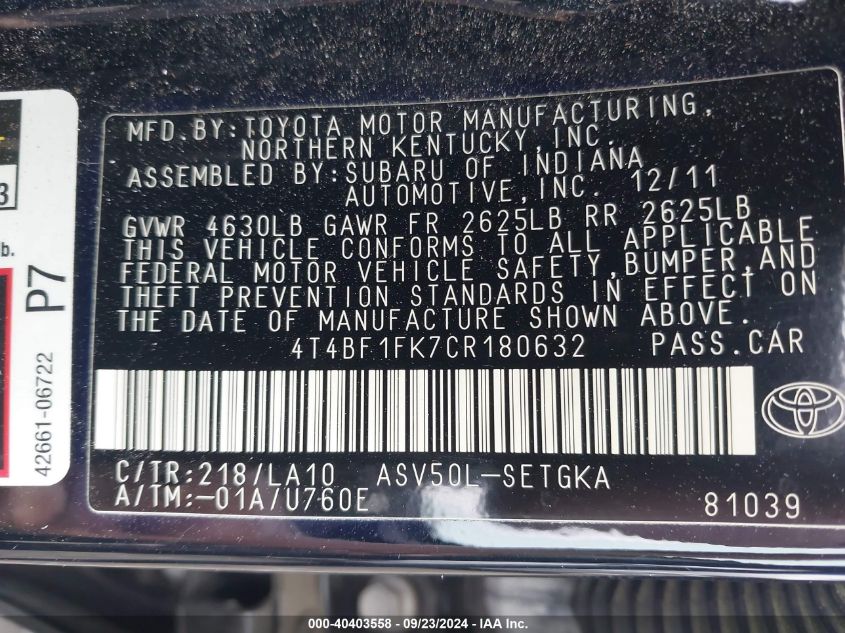 MFD. BY: TOYOTA MOTOR MANUFACTURING,
NORTHERN KENTUCKY, INC.
ASSEMBLED BY: SUBARU OF INDIANA
AUTOMOTIVE, INC. 12/11
GVWR 4630LB GAWR FR 2625LB RR 2625LB
THIS VEHICLE CONFORMS TO ALL APPLICABLE
FEDERAL MOTOR VEHICLE SAFETY, BUMPER, AND
THEFT PREVENTION STANDARDS IN EFFECT ON
THE DATE OF MANUFACTURE SHOWN ABOVE.
4T4BF1FK7CR180632 PASS.CAR
C/TR:218/LA10 ASV50L-SETGKA
A/TM:-01A/U760E 81039
3
b.
P7
42661-06722
000-40403558 - 09/23/2024 - IAA Inc.